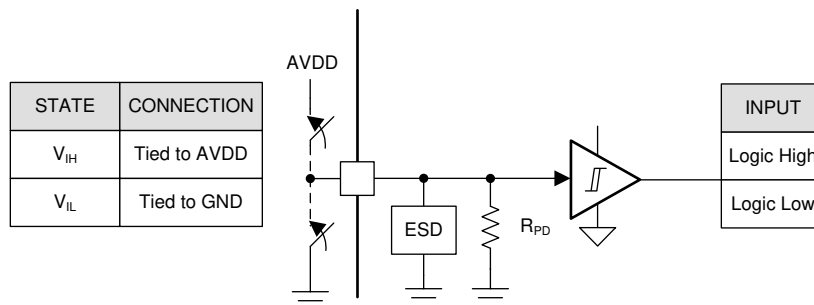 AVDD
STATE CONNECTION
V_IH Tied to AVDD
V_IL Tied to GND
ESD
R_PD
INPUT
Logic High
Logic Low